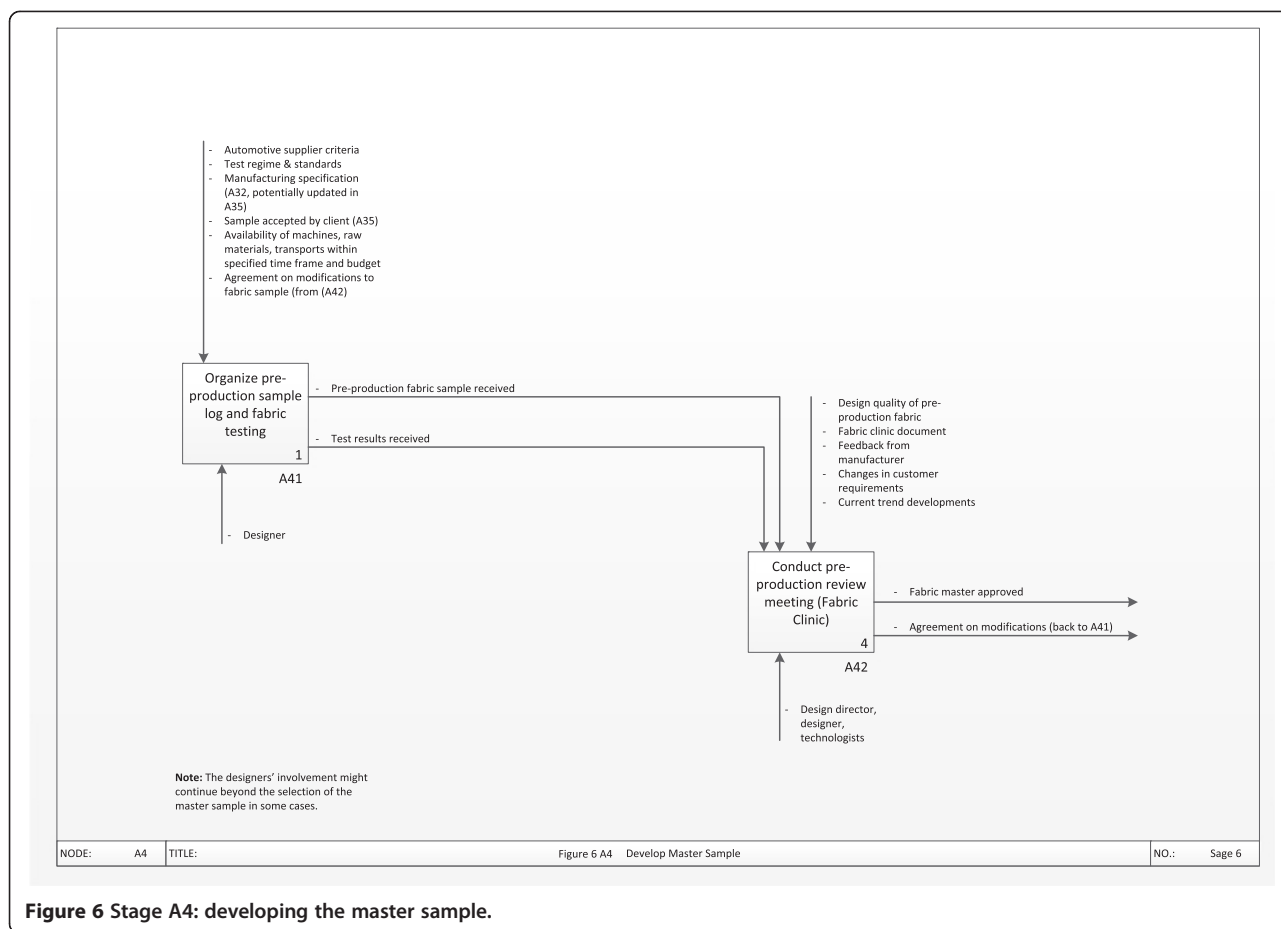 - Automotive supplier criteria
- Test regime & standards
- Manufacturing specification
(A32, potentially updated in
A35)
- Sample accepted by client (A35)
- Availability of machines, raw
materials, transports within
specified time frame and budget
- Agreement on modifications to
fabric sample (from (A42)
Organize pre-
production sample
log and fabric
testing
1
A41
- Pre-production fabric sample received
- Test results received
- Designer
- Design quality of pre-
production fabric
- Fabric clinic document
- Feedback from
manufacturer
- Changes in customer
requirements
- Current trend developments
Conduct pre-
production review
meeting (Fabric
Clinic)
4
A42
- Fabric master approved
- Agreement on modifications (back to A41)
- Design director,
designer,
technologists
Note: The designers’ involvement might
continue beyond the selection of the
master sample in some cases.
NODE: A4 TITLE: Figure 6 A4 Develop Master Sample NO.: Sage 6
Figure 6 Stage A4: developing the master sample.